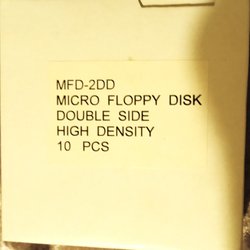 MFD-2DD
MICRO FLOPPY DISK
DOUBLE SIDE
HIGH DENSITY
10 PCS